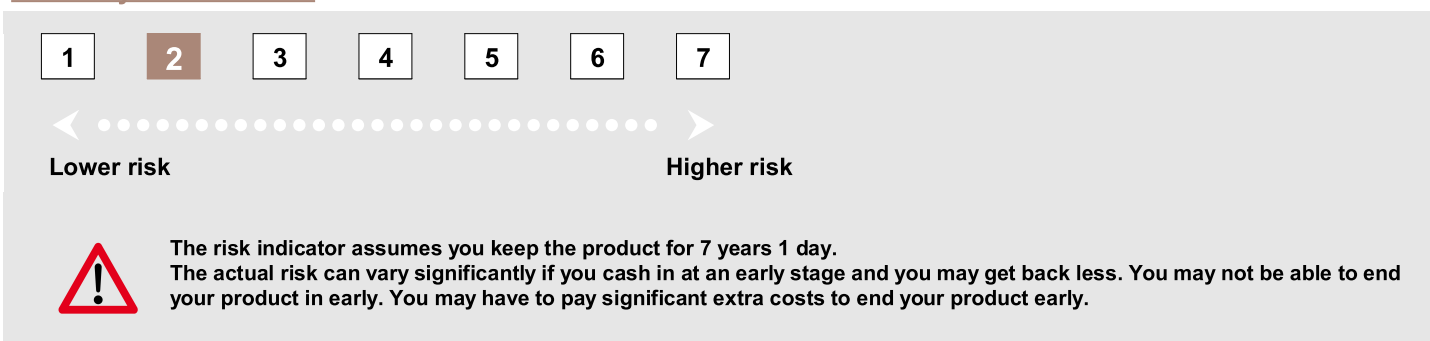 1 2 3 4 5 6 7
Lower risk Higher risk
The risk indicator assumes you keep the product for 7 years 1 day.
The actual risk can vary significantly if you cash in at an early stage and you may get back less. You may not be able to end
your product in early. You may have to pay significant extra costs to end your product early.